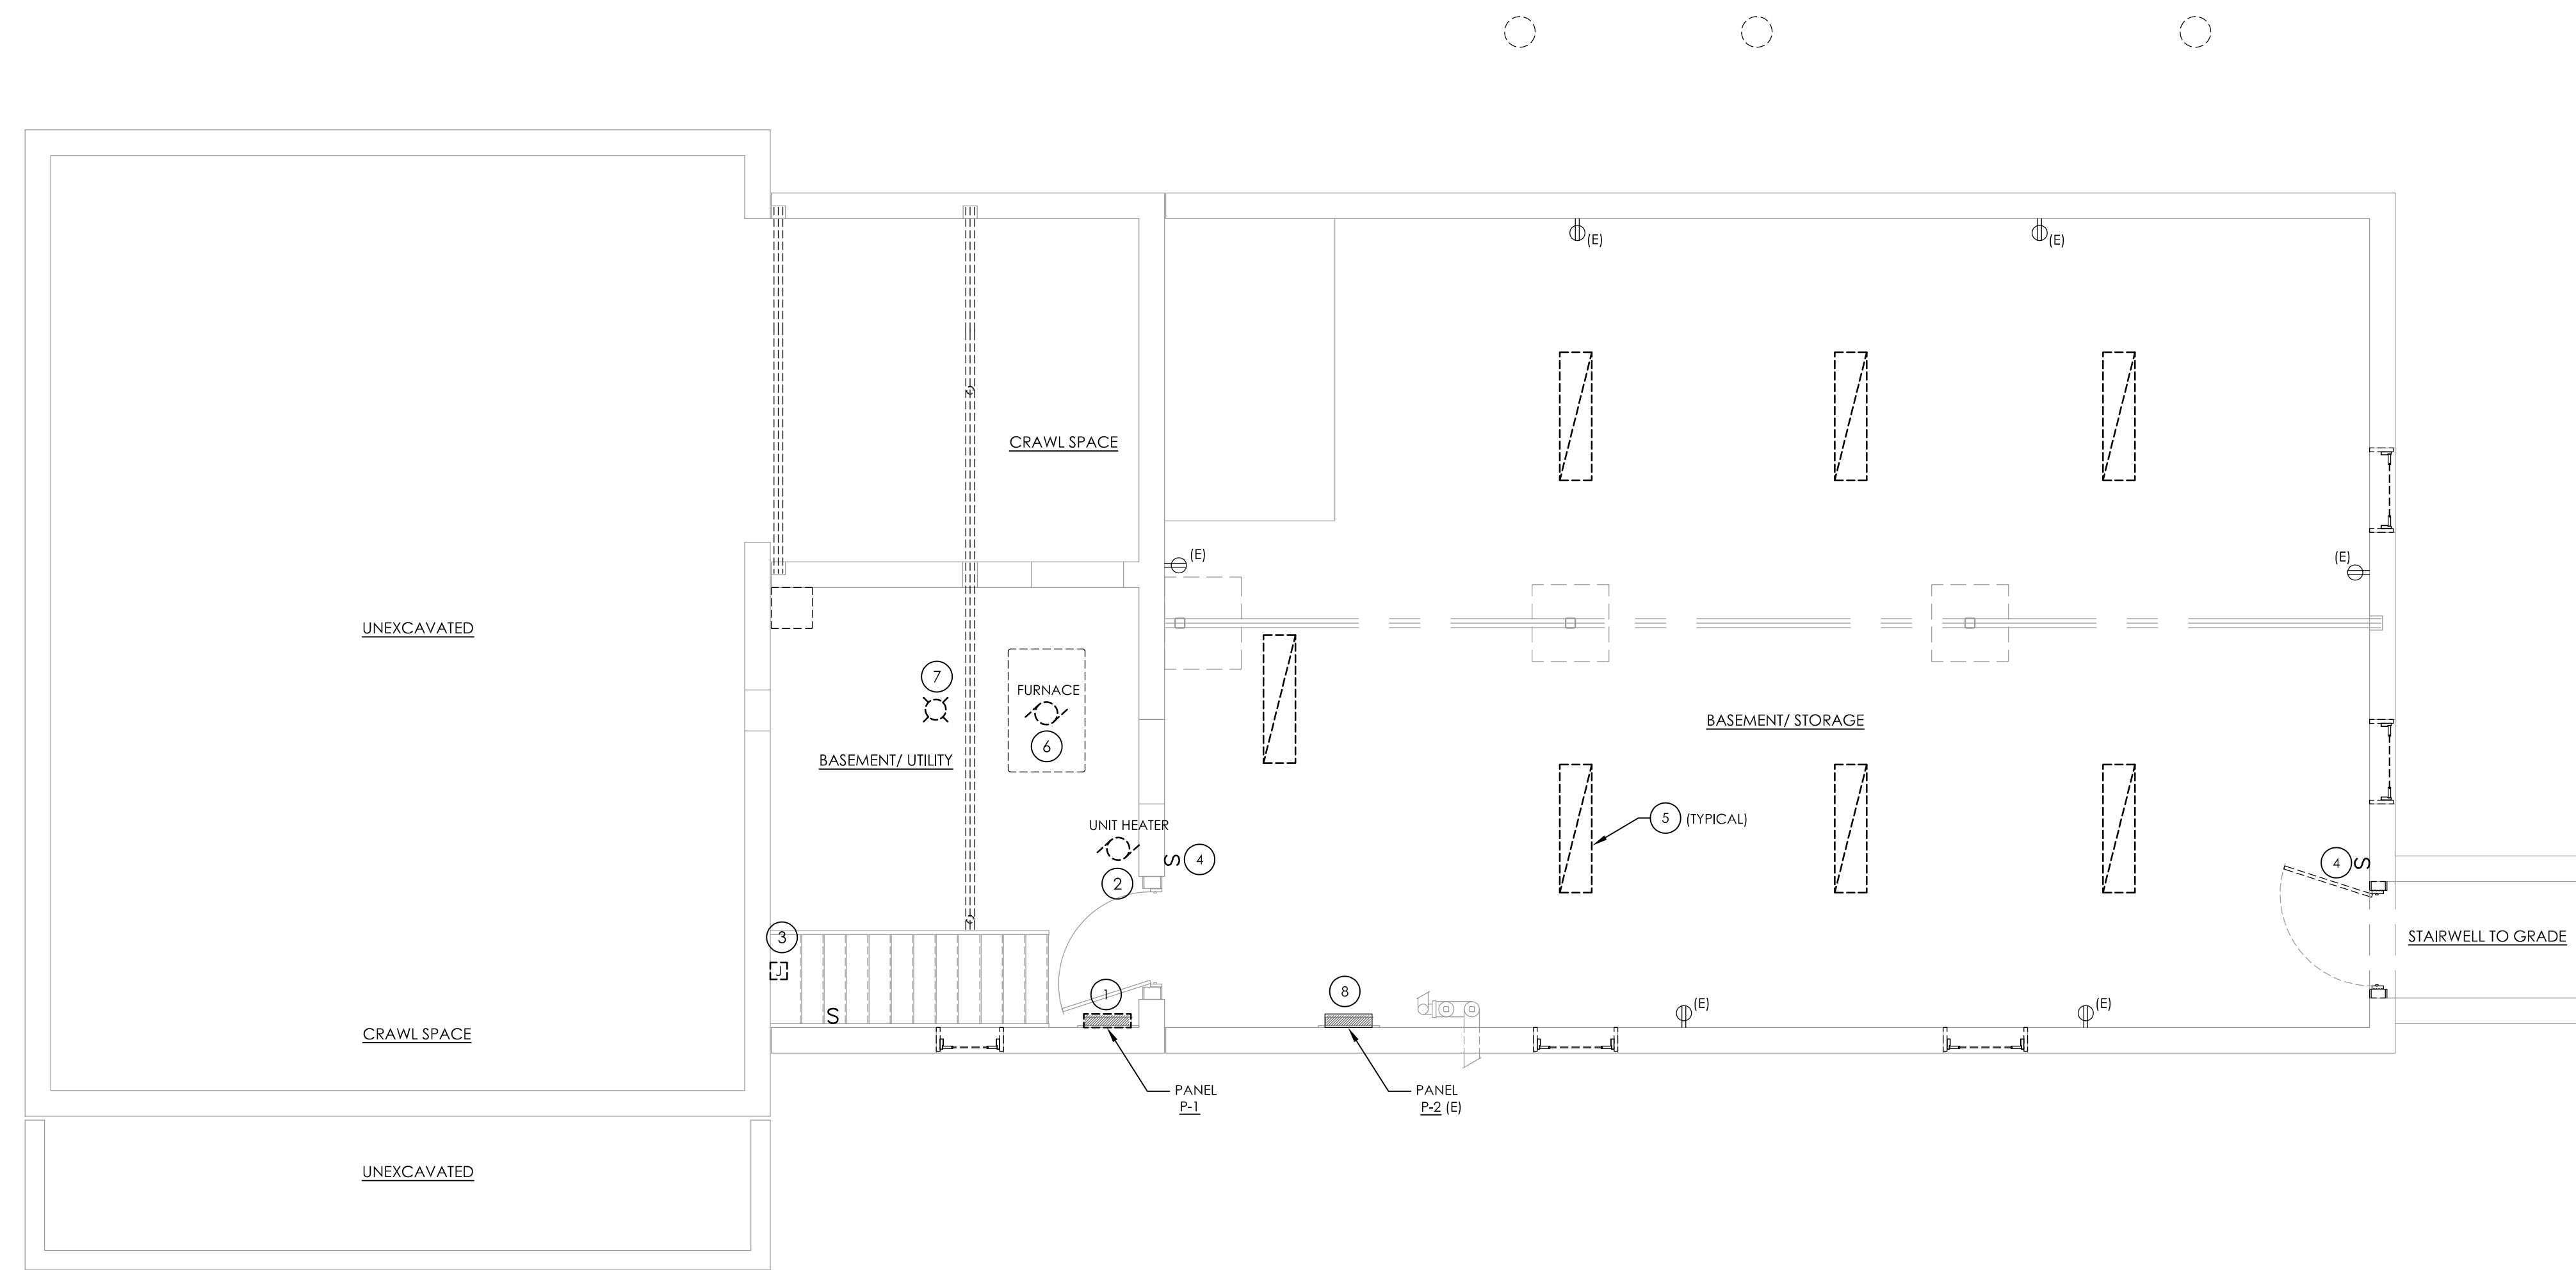 (E)
(E)
CRAWL SPACE
(E)
(E)
UNEXCAVATED
7
FURNACE
6
BASEMENT/ STORAGE
BASEMENT/ UTILITY
5 (TYPICAL)
UNIT HEATER
S 4
4 S
2
3
STAIRWELL TO GRADE
J
1
8
(E)
(E)
S
CRAWL SPACE
PANEL
P-1
PANEL
P-2 (E)
UNEXCAVATED